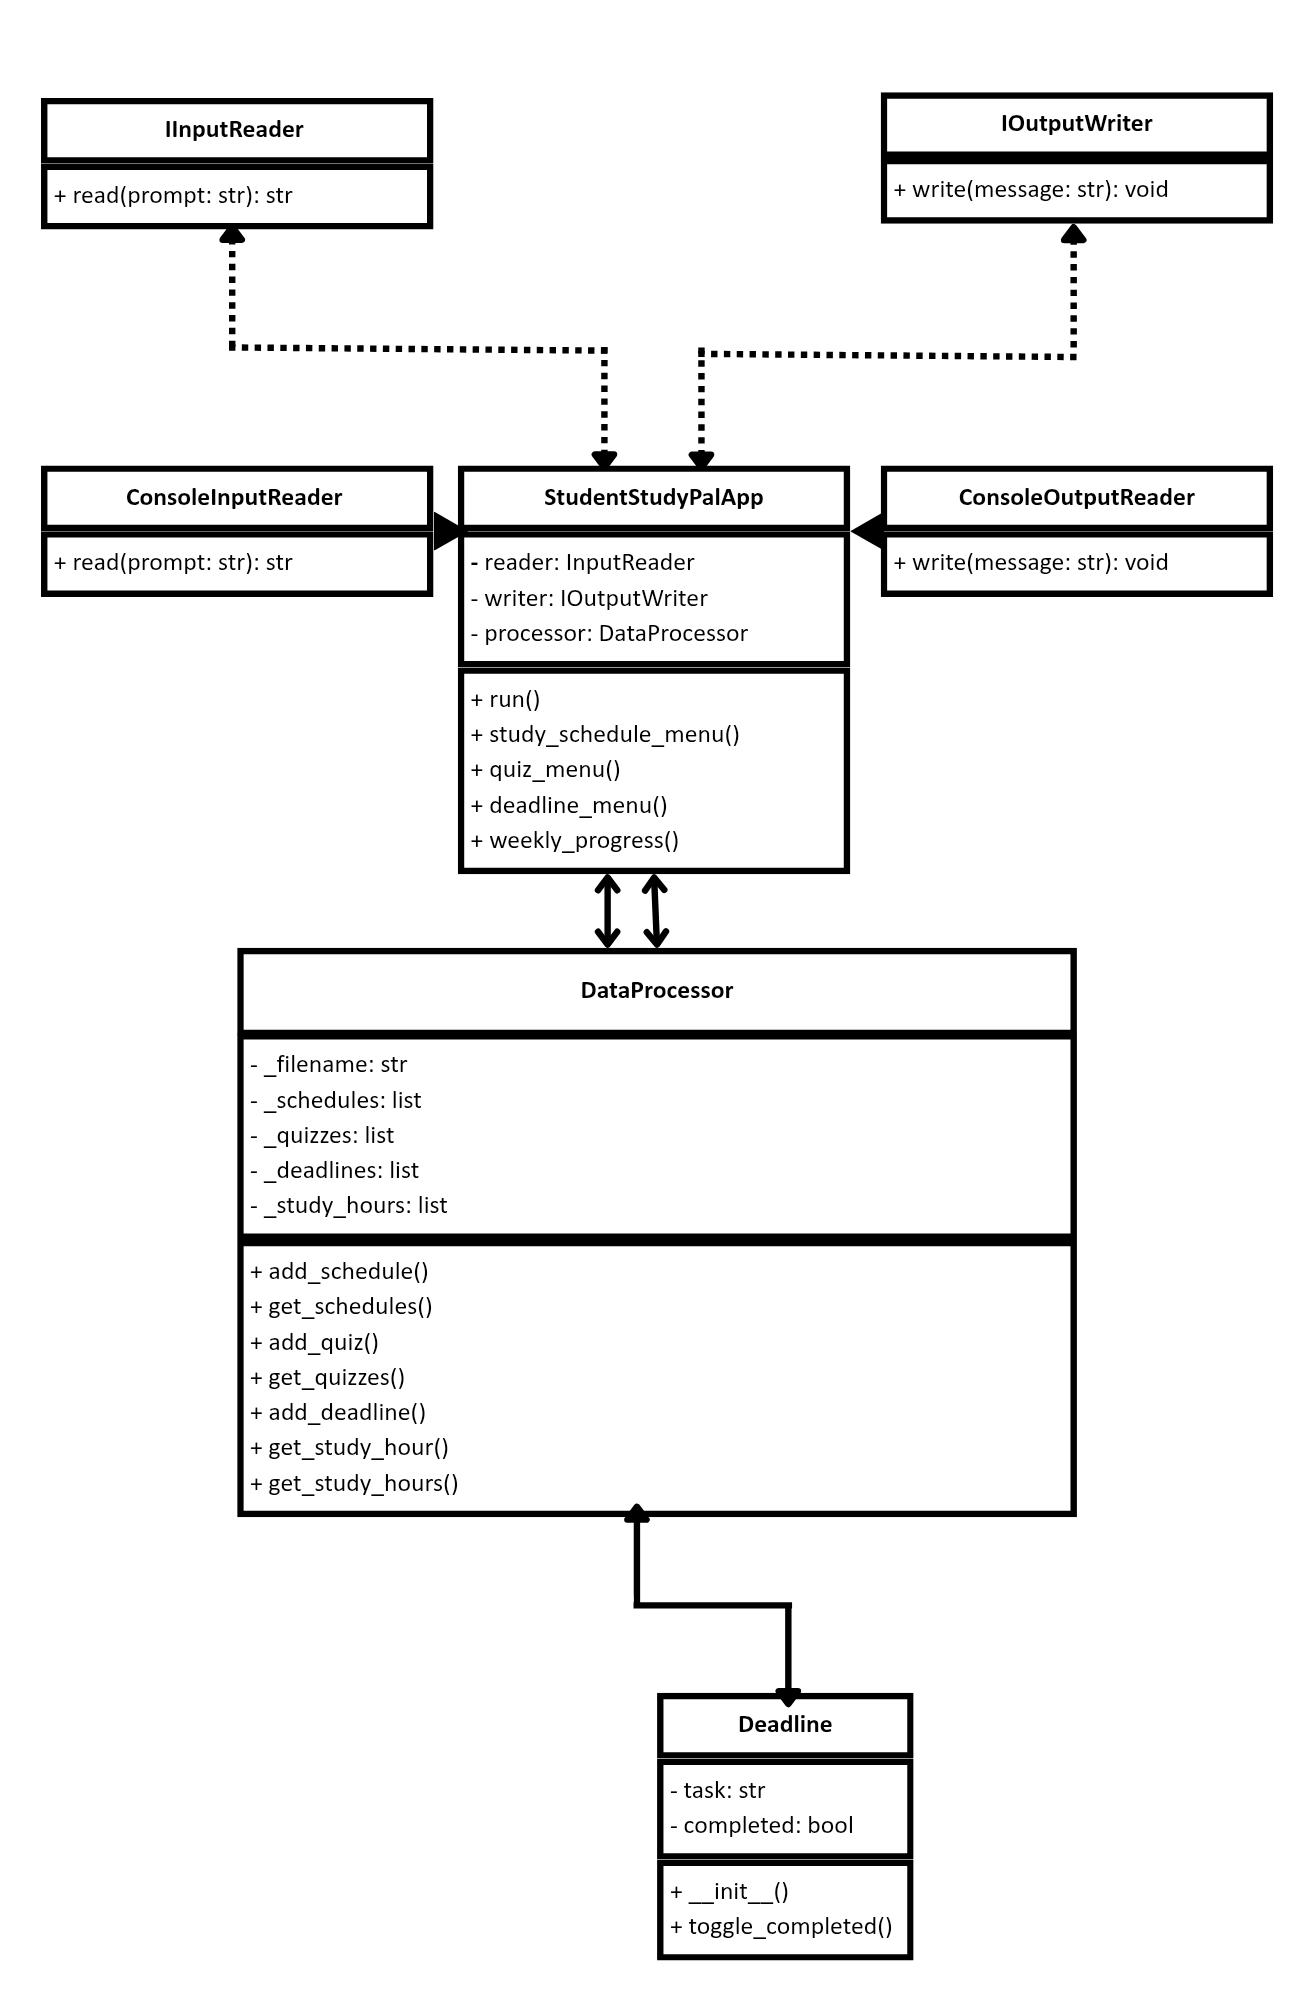 IInputReader
+ read(prompt: str): str
IOutputWriter
+ write(message: str): void
ConsoleInputReader
+ read(prompt: str): str
StudentStudyPalApp
- reader: InputReader
- writer: IOutputWriter
- processor: DataProcessor
+ run()
+ study_schedule_menu()
+ quiz_menu()
+ deadline_menu()
+ weekly_progress()
ConsoleOutputReader
+ write(message: str): void
DataProcessor
- _filename: str
- _schedules: list
- _quizzes: list
- _deadlines: list
- _study_hours: list
+ add_schedule()
+ get_schedules()
+ add_quiz()
+ get_quizzes()
+ add_deadline()
+ get_study_hour()
+ get_study_hours()
Deadline
- task: str
- completed: bool
+ __init__()
+ toggle_completed()